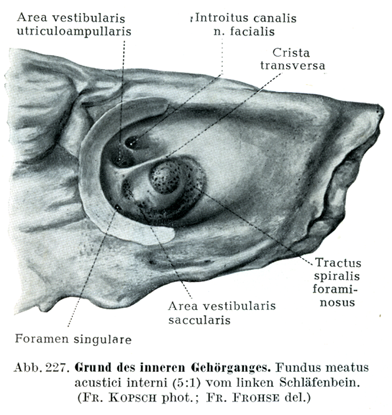 Area vestibularis
utriculoampullaris
Introitus canalis
n. facialis
Crista
transversa
Tractus
spiralis
forami-
nosus
Area vestibularis
saccularis
Foramen singulare
Abb. 227. Grund des inneren Gehörganges. Fundus meatus
acustici interni (5:1) vom linken Schläfenbein.
(FR. KOPSCH phot.; FR. FROHSE del.)